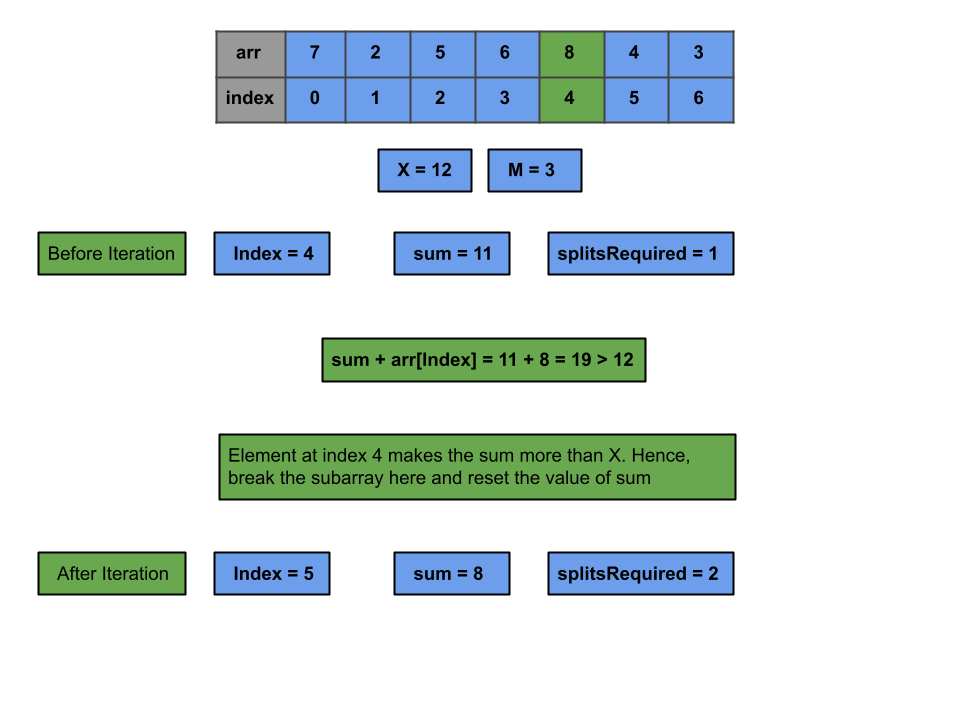 arr 7 2 5 6 8 4 3
index 0 1 2 3 4 5 6
X = 12 M = 3
Before Iteration Index = 4 sum = 11 splitsRequired = 1
sum + arr[Index] = 11 + 8 = 19 > 12
Element at index 4 makes the sum more than X. Hence,
break the subarray here and reset the value of sum
After Iteration Index = 5 sum = 8 splitsRequired = 2